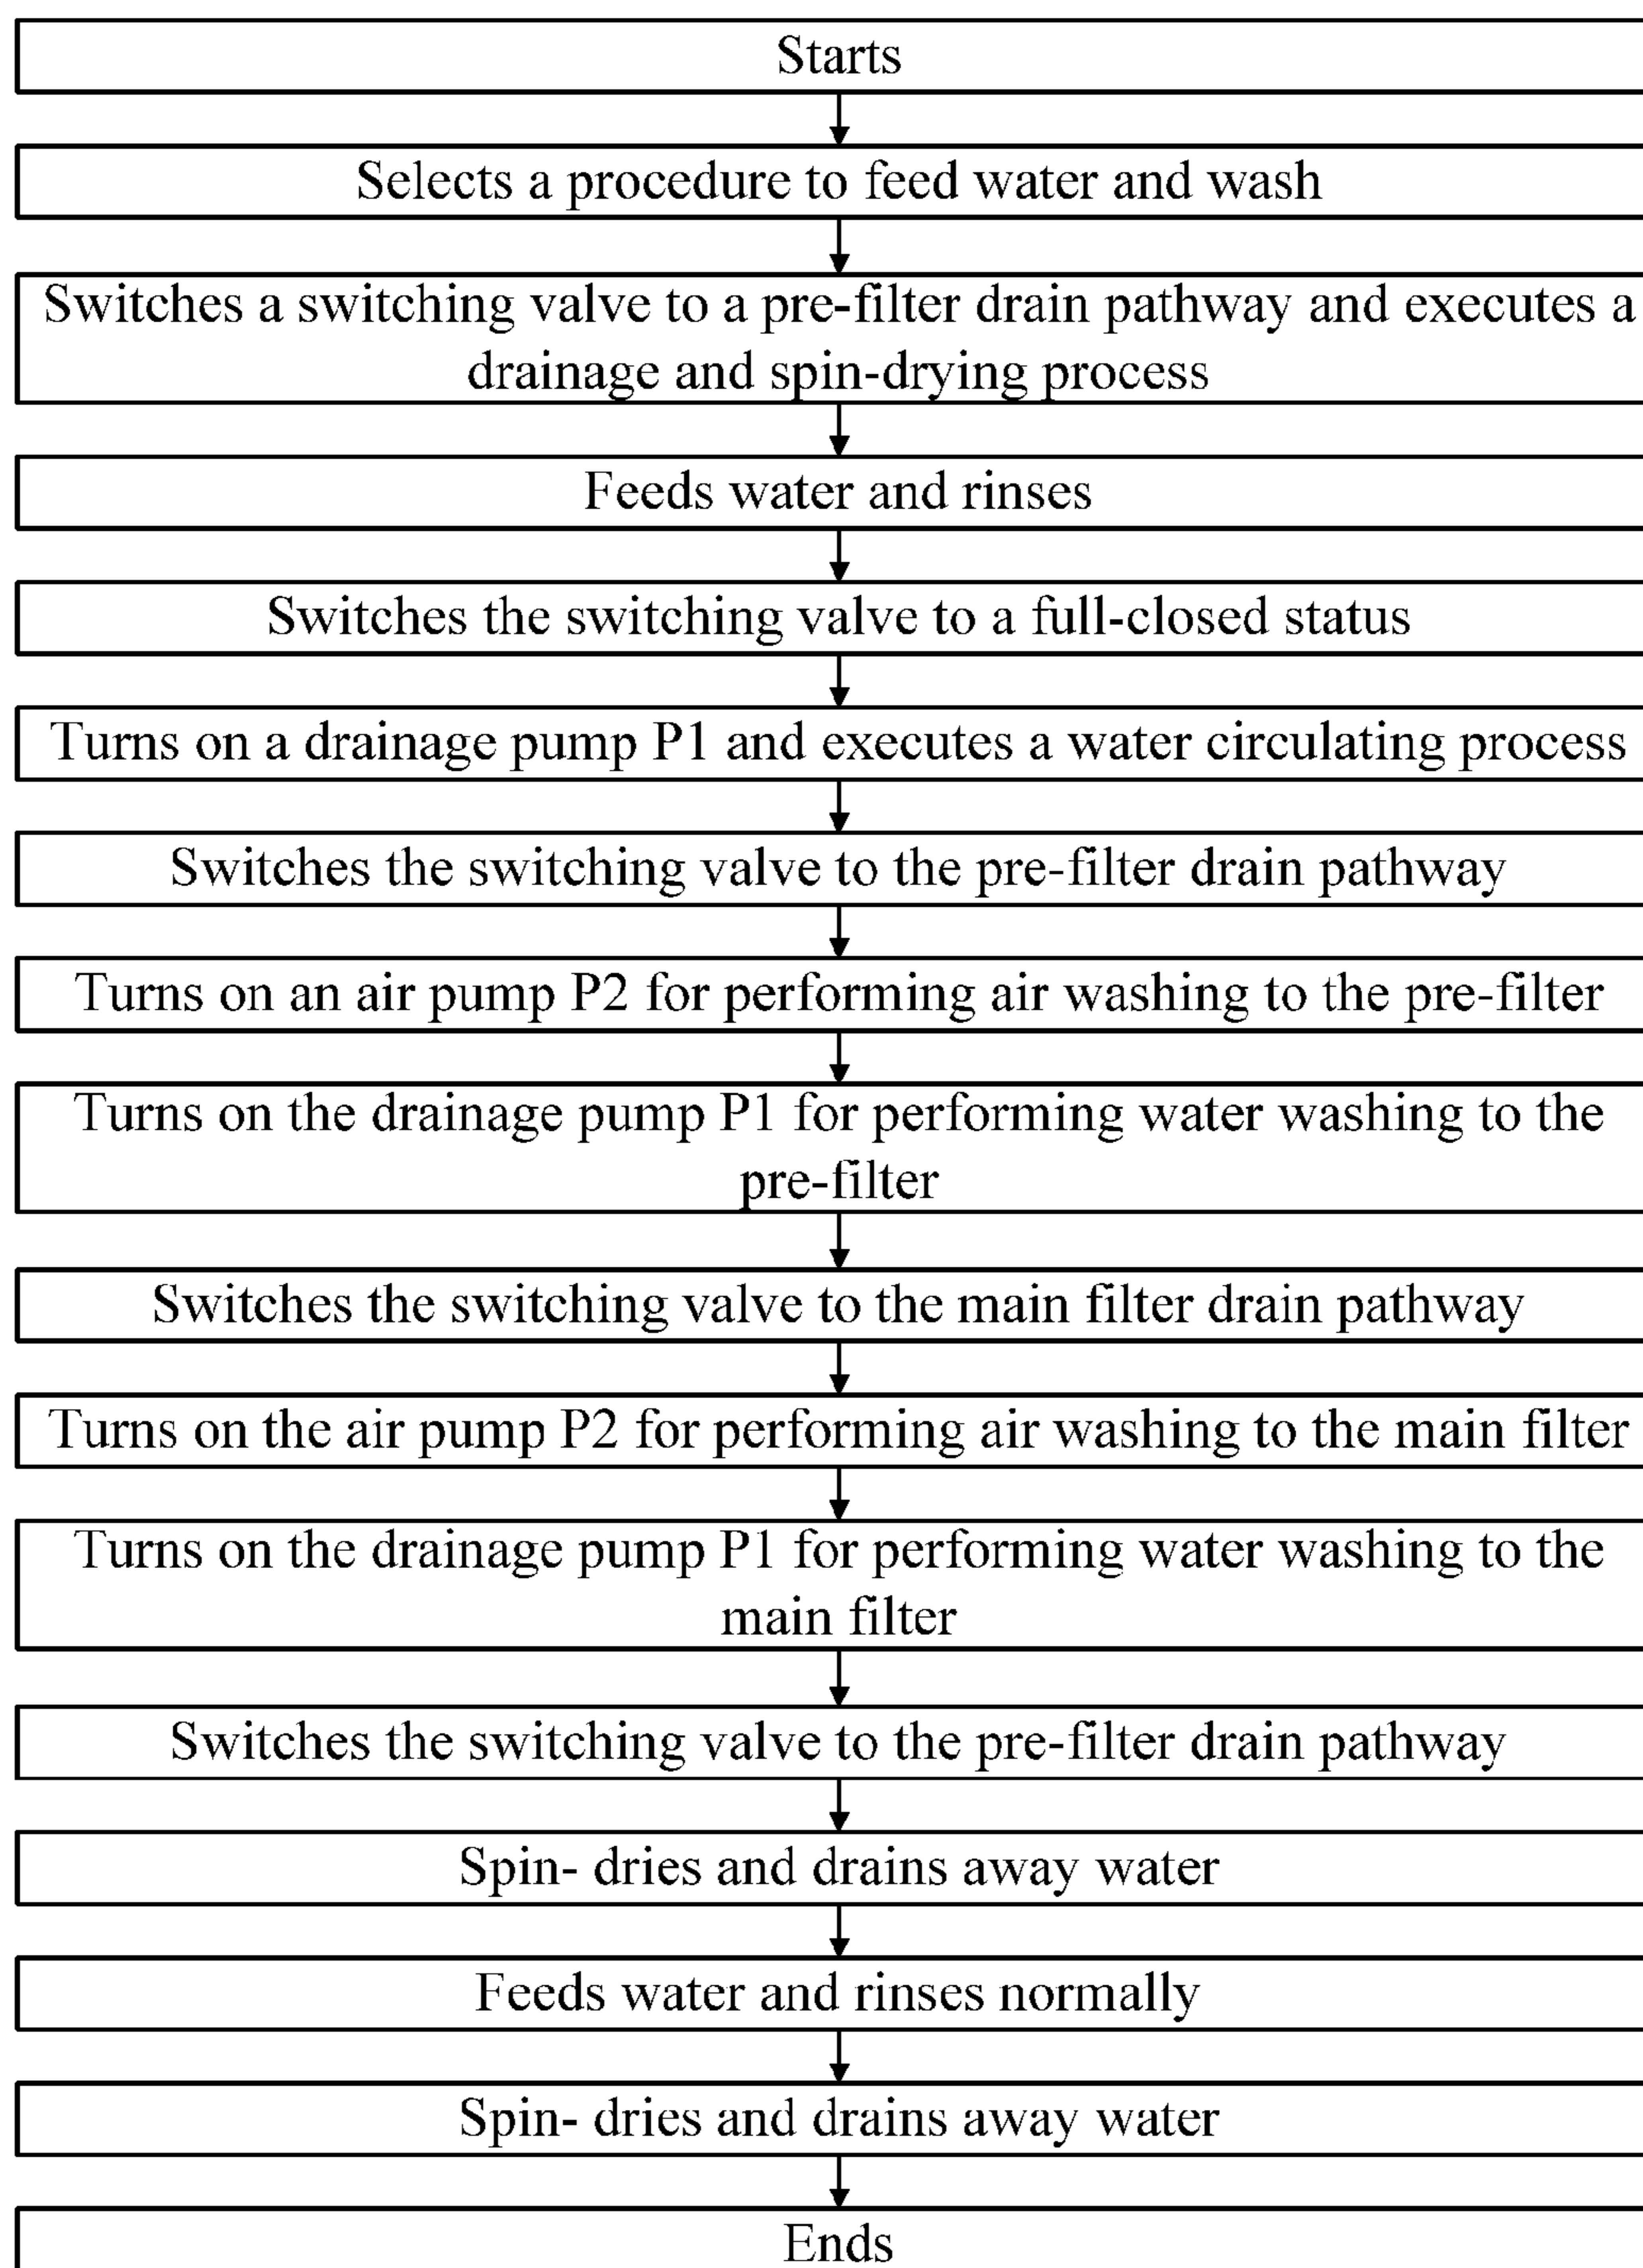 Starts
Selects a procedure to feed water and wash
Switches a switching valve to a pre-filter drain pathway and executes a
drainage and spin-drying process
Feeds water and rinses
Switches the switching valve to a full-closed status
Turns on a drainage pump P1 and executes a water circulating process
Switches the switching valve to the pre-filter drain pathway
Turns on an air pump P2 for performing air washing to the pre-filter
Turns on the drainage pump P1 for performing water washing to the
pre-filter
Switches the switching valve to the main filter drain pathway
Turns on the air pump P2 for performing air washing to the main filter
Turns on the drainage pump P1 for performing water washing to the
main filter
Switches the switching valve to the pre-filter drain pathway
Spin- dries and drains away water
Feeds water and rinses normally
Spin- dries and drains away water
Ends